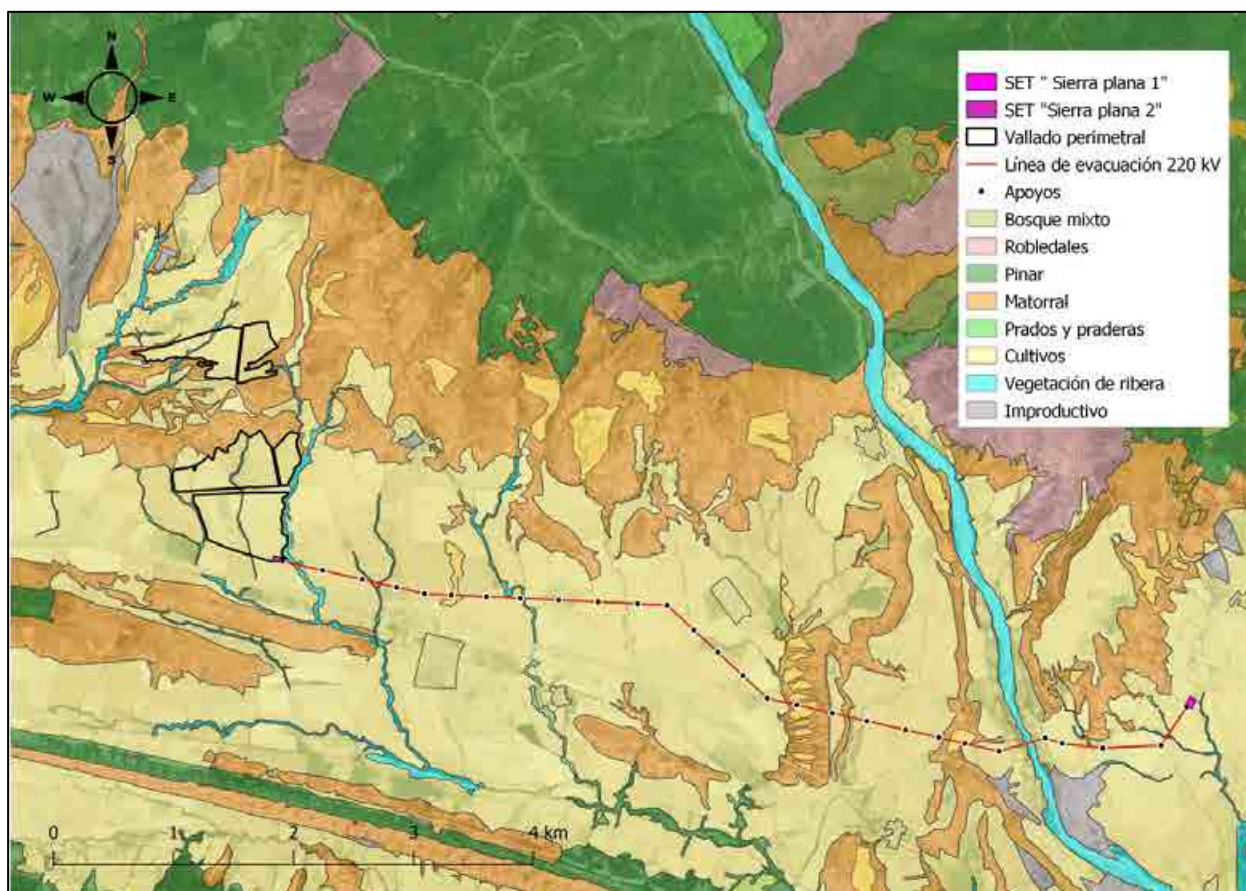 N
W E
S
SET " Sierra plana 1"
SET "Sierra plana 2"
Vallado perimetral
Línea de evacuación 220 kV
Apoyos
Bosque mixto
Robledales
Pinar
Matorral
Prados y praderas
Cultivos
Vegetación de ribera
Improductivo
0 1 2 3 4 km